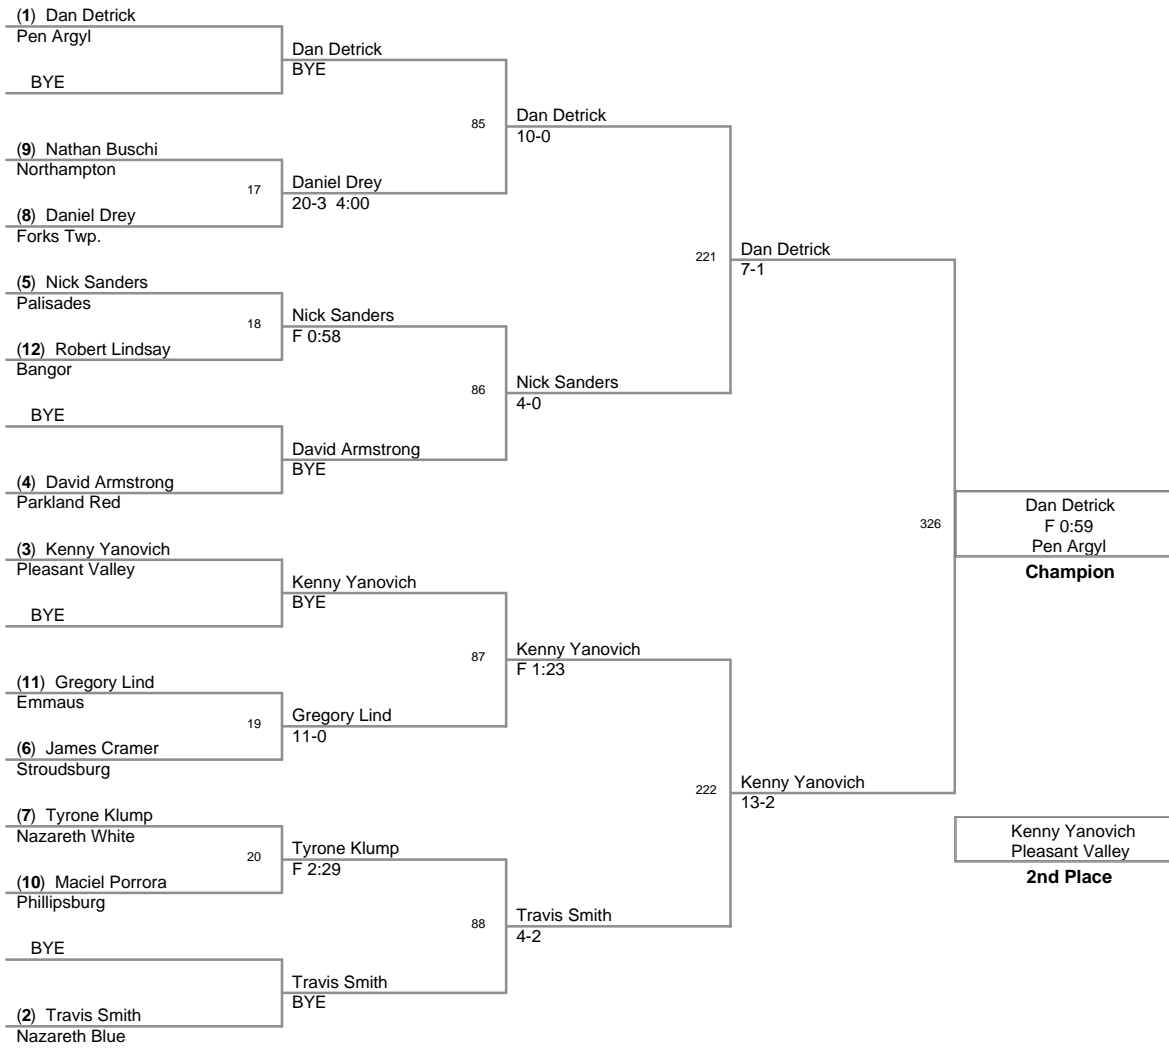 (1) Dan Detrick
Pen Argyl
BYE
(9) Nathan Buschi
Northampton
(8) Daniel Drey
Forks Twp.
(5) Nick Sanders
Palisades
(12) Robert Lindsay
Bangor
BYE
(4) David Armstrong
Parkland Red
(3) Kenny Yanovich
Pleasant Valley
BYE
(11) Gregory Lind
Emmaus
(6) James Cramer
Stroudsburg
(7) Tyrone Klump
Nazareth White
(10) Maciel Porrora
Phillipsburg
BYE
(2) Travis Smith
Nazareth Blue
17
18
19
20
Dan Detrick
BYE
Daniel Drey
20-3 4:00
Nick Sanders
F 0:58
David Armstrong
BYE
Kenny Yanovich
BYE
Gregory Lind
11-0
Tyrone Klump
F 2:29
Travis Smith
BYE
85
86
87
88
Dan Detrick
10-0
Nick Sanders
4-0
Kenny Yanovich
F 1:23
Travis Smith
4-2
221
222
Dan Detrick
7-1
Kenny Yanovich
13-2
326
Dan Detrick
F 0:59
Pen Argyl
Champion
Kenny Yanovich
Pleasant Valley
2nd Place